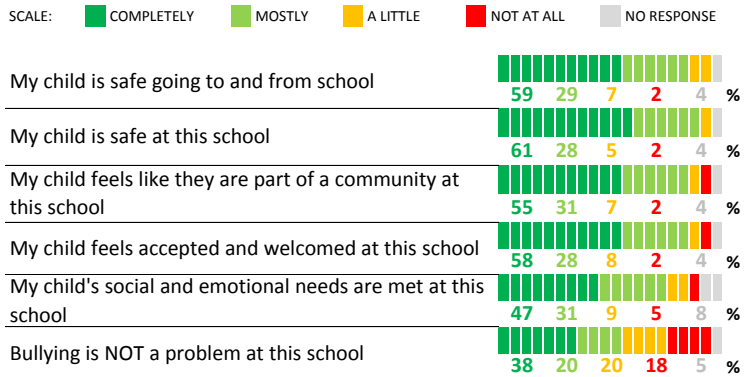 SCALE: COMPLETELY MOSTLY A LITTLE NOT AT ALL NO RESPONSE
My child is safe going to and from school
59 29 7 2 4 %
My child is safe at this school
61 28 5 2 4 %
My child feels like they are part of a community at
this school
55 31 7 2 4 %
My child feels accepted and welcomed at this school
58 28 8 2 4 %
My child's social and emotional needs are met at this
school
47 31 9 5 8 %
Bullying is NOT a problem at this school
38 20 20 18 5 %